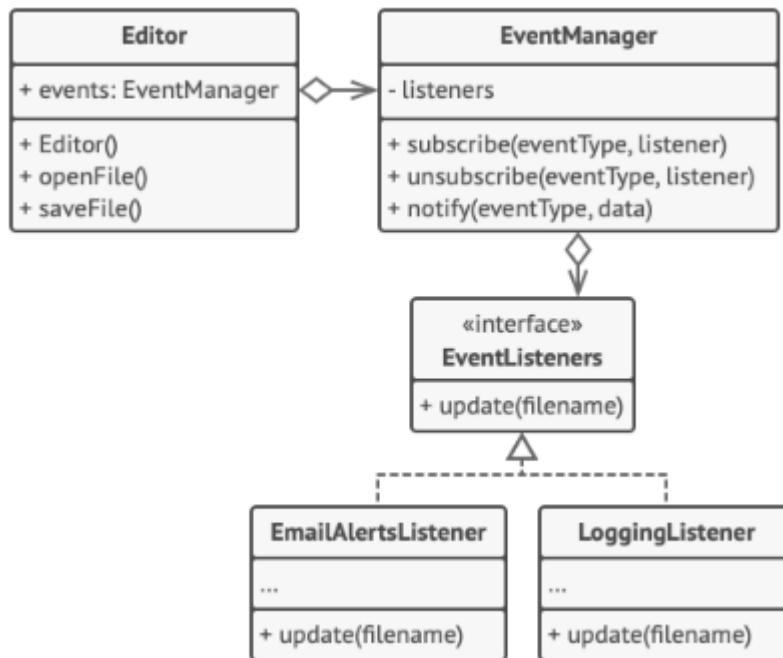 Editor
+ events: EventManager
+ Editor()
+ openFile()
+ saveFile()
EventManager
- listeners
+ subscribe(eventType, listener)
+ unsubscribe(eventType, listener)
+ notify(eventType, data)
«interface»
EventListeners
+ update(filename)
EmailAlertsListener
...
+ update(filename)
LoggingListener
...
+ update(filename)